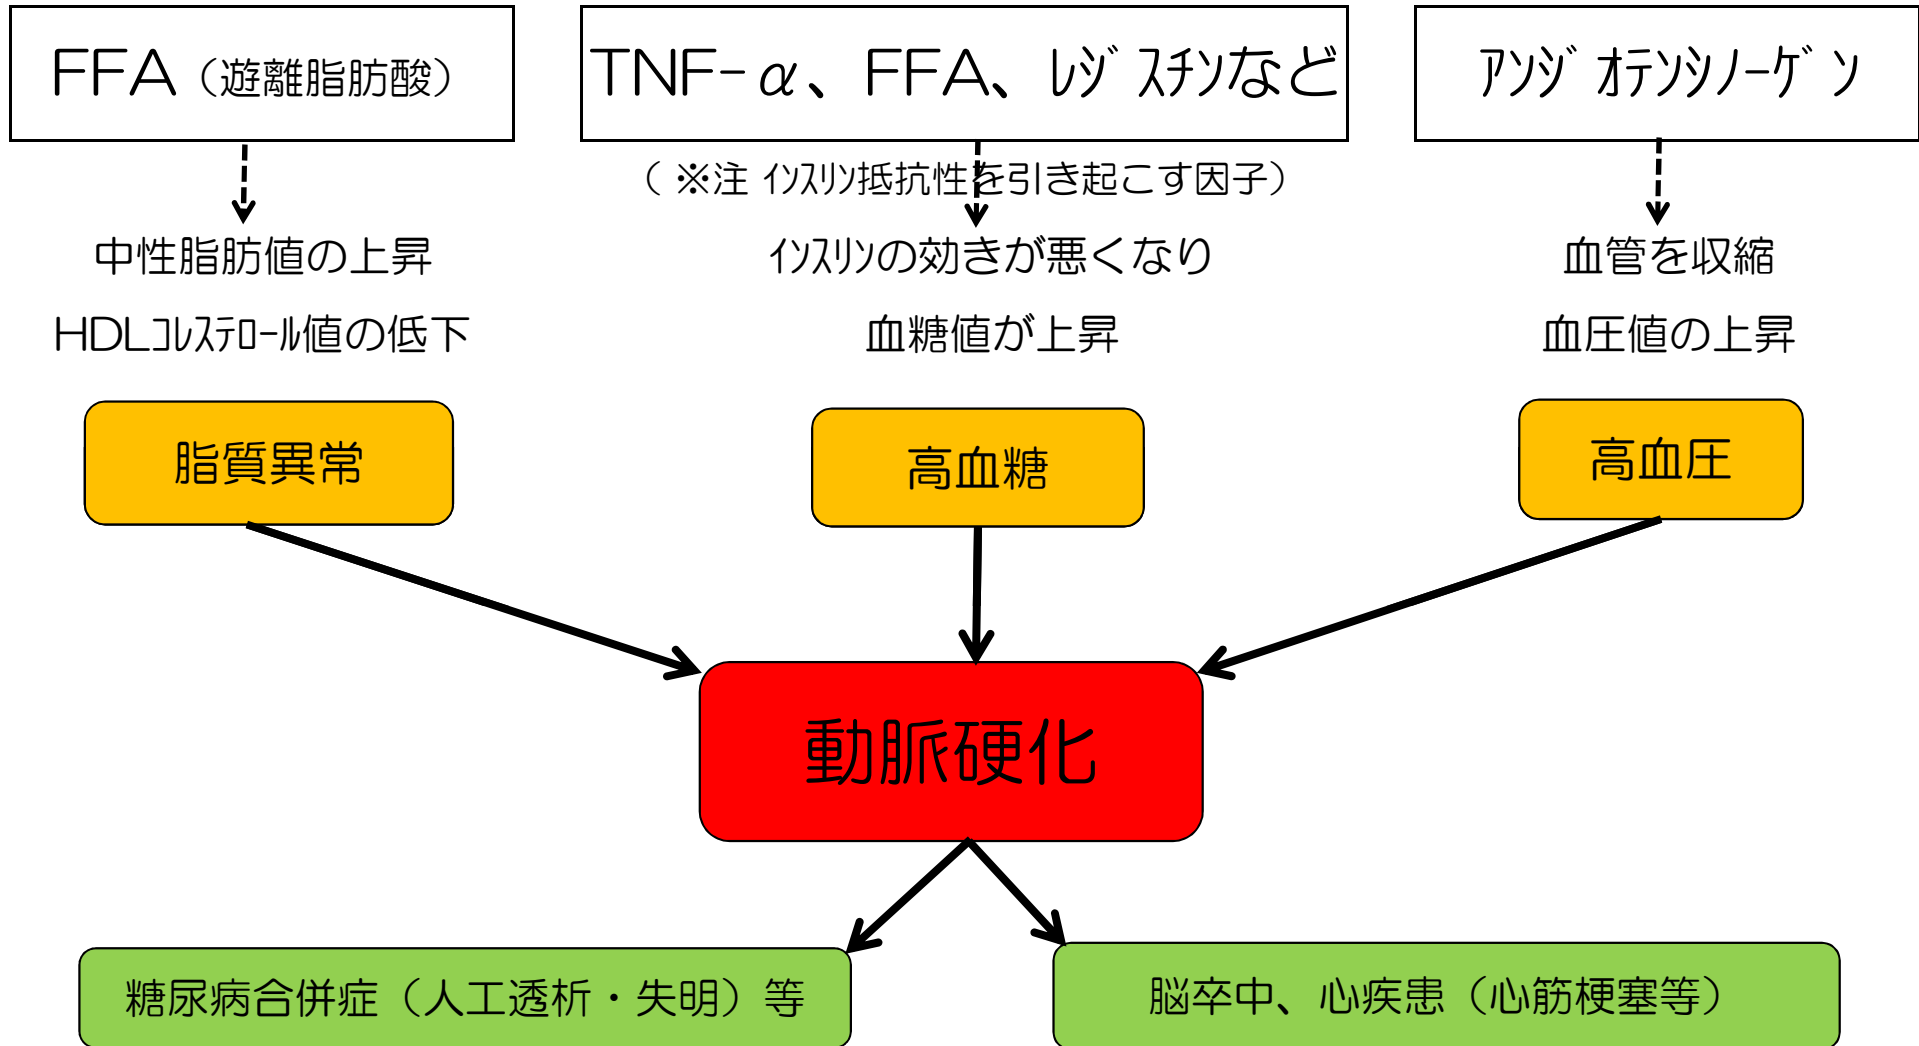 FFA（遊離脂肪酸）
TNF-α、FFA、ﾚｼﾞｽﾁﾝなど
ｱﾝｼﾞｵﾃﾝｼﾉｰｹﾞﾝ
（ ※注 ｲﾝｽﾘﾝ抵抗性を引き起こす因子）
中性脂肪値の上昇
HDLｺﾚｽﾃﾛｰﾙ値の低下
ｲﾝｽﾘﾝの効きが悪くなり
血糖値が上昇
血管を収縮
血圧値の上昇
脂質異常
高血糖
高血圧
動脈硬化
糖尿病合併症（人工透析・失明）等
脳卒中、心疾患（心筋梗塞等）